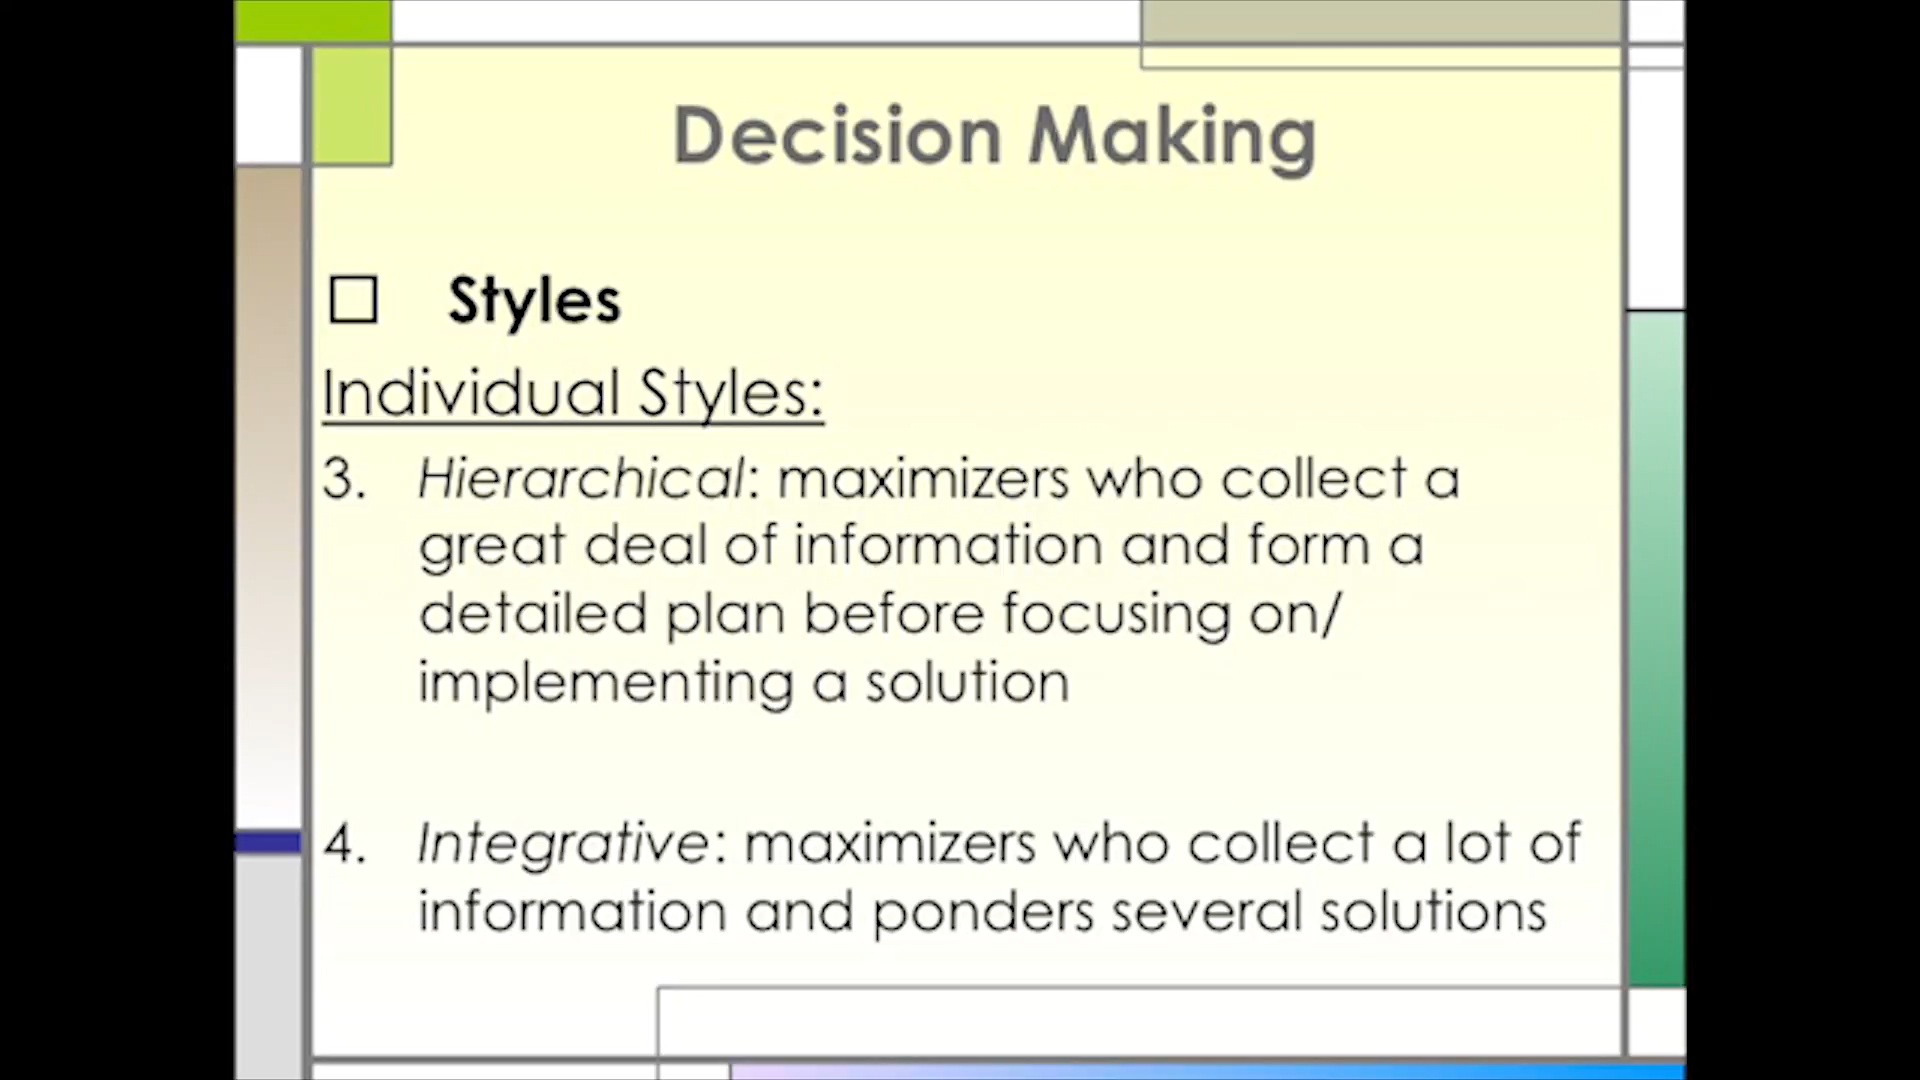 Decision Making
Styles
Individual Styles:
3. Hierarchical: maximizers who collect a
great deal of information and form a
detailed plan before focusing on/
implementing a solution
4. Integrative: maximizers who collect a lot of
information and ponders several solutions